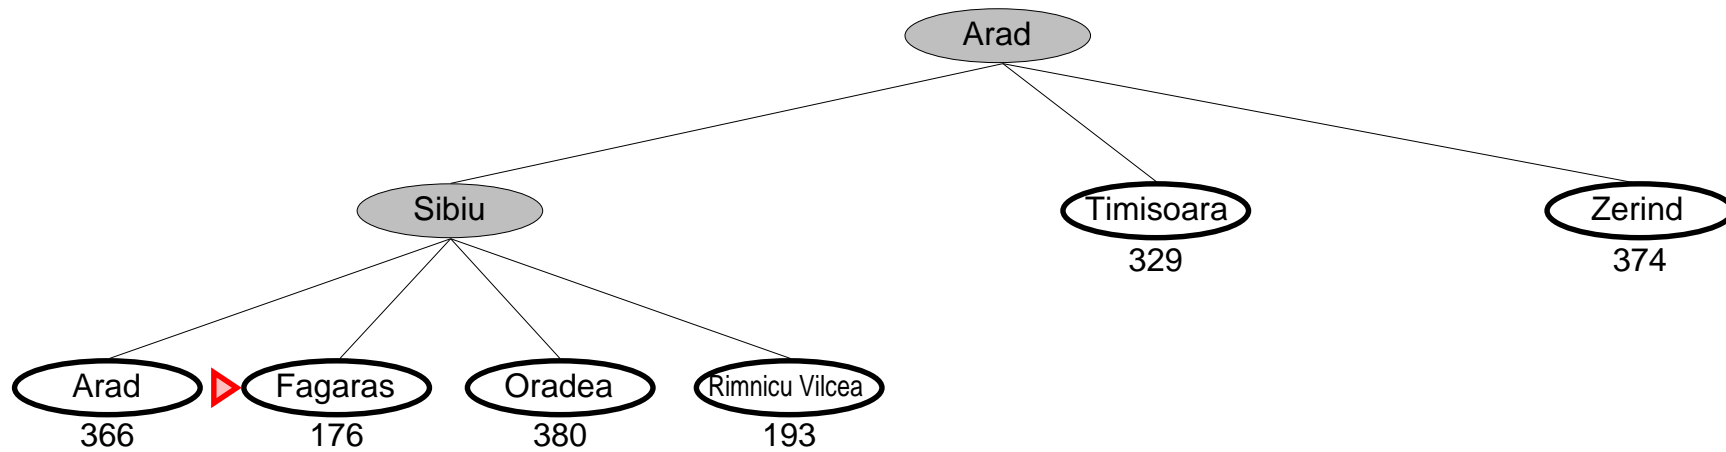 Arad
Sibiu
Timisoara
Zerind
329
374
Arad
Fagaras
Oradea
Rimnicu Vilcea
366
176
380
193